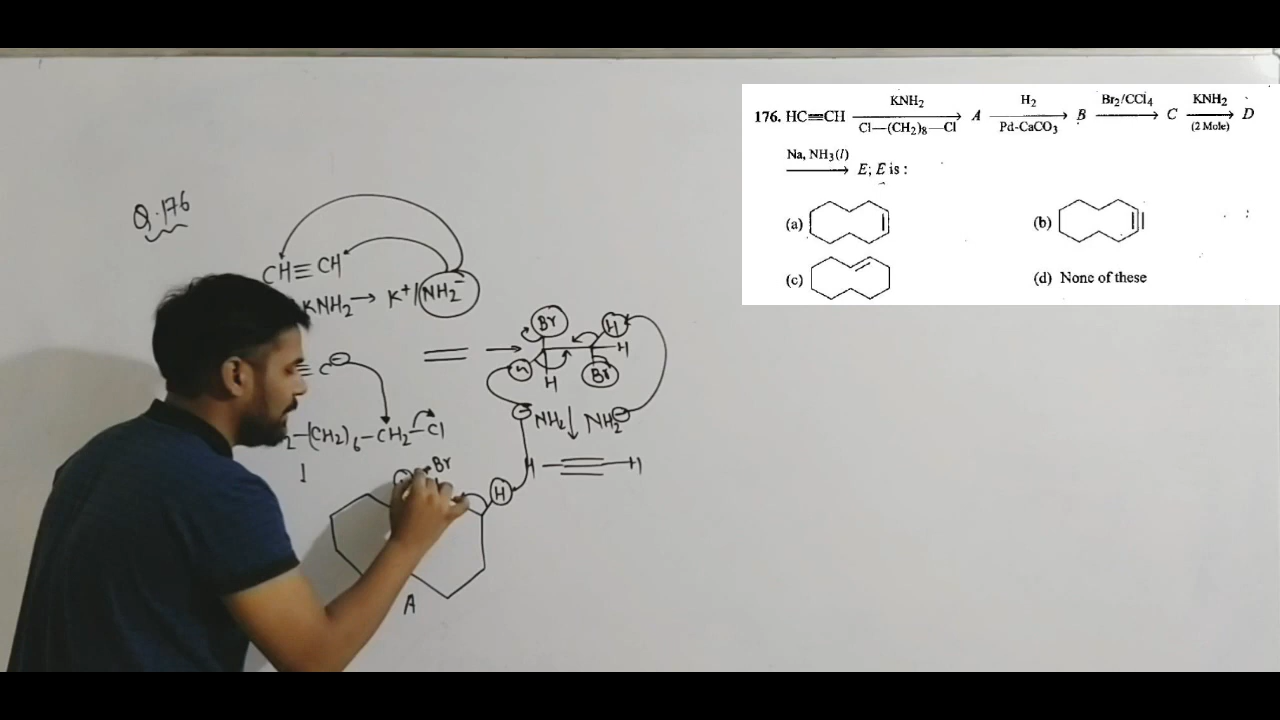 176. HC≡CH KNH2 / Cl—(CH2)8—Cl → A H2 / Pd-CaCO3 → B Br2/CCl4 → C KNH2 / (2 Mole) → D
Na, NH3(l) → E; E is :
(a)
(b)
(c)
(d) None of these
Q.176
CH≡CH
KNH2 → K+/NH2-
Br H
= →
H H
H Br
≡ C⊖
⊖ NH2 ↓ NH2⊖
2–(CH2)6–CH2–Cl
H–≡–H
Br
H
A